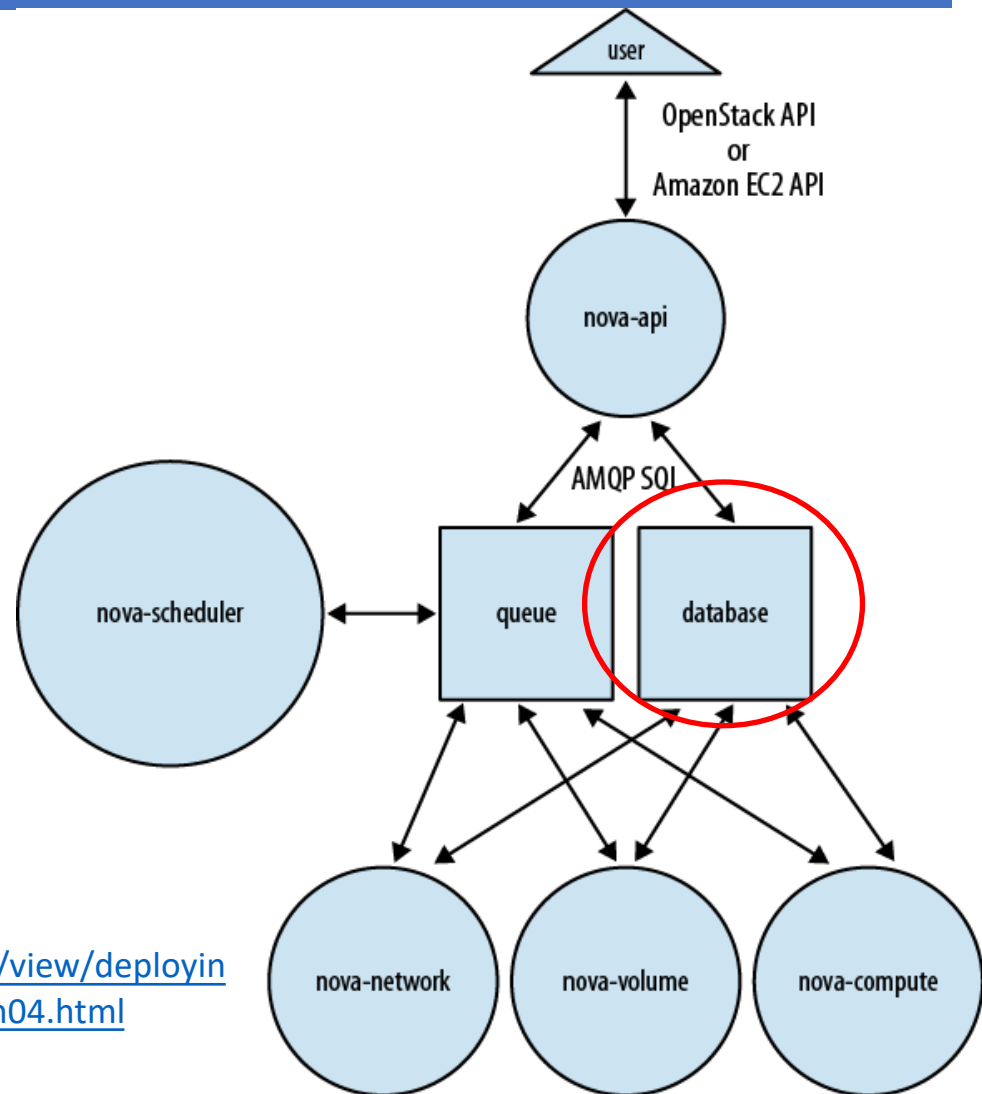 user
OpenStack API
or
Amazon EC2 API
nova-api
AMQP SQL
nova-scheduler
queue
database
/view/deployin
n04.html
nova-network
nova-volume
nova-compute